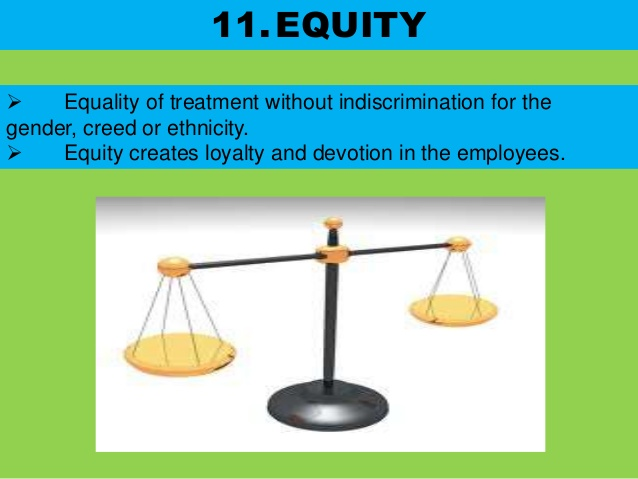 11.EQUITY
➢ Equality of treatment without indiscrimination for the
gender, creed or ethnicity.
➢ Equity creates loyalty and devotion in the employees.